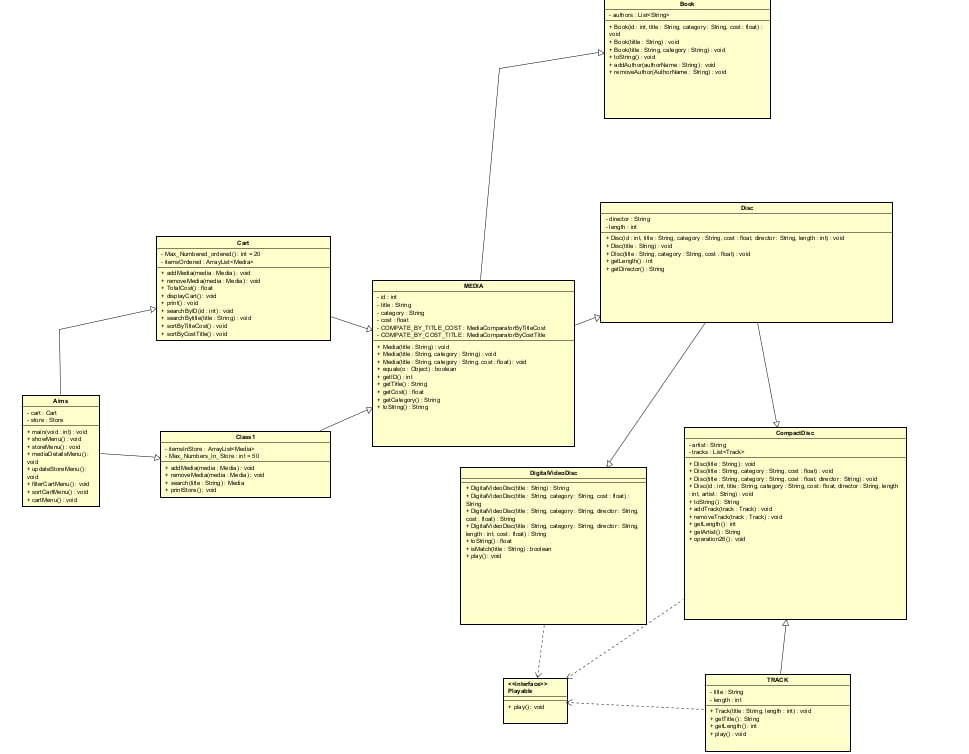 Book
- authors : List<String>
+ Book(id : int, title : String, category : String, cost : float) :
void
+ Book(title : String) : void
+ Book(title : String, category : String) : void
+ toString() : void
+ addAuthor(authorName : String) : void
+ removeAuthor(AuthorName : String) : void
Disc
- director : String
- length : int
+ Disc(id : int, title : String, category : String, cost : float, director : String, length : int) : void
+ Disc(title : String) : void
+ Disc(title : String, category : String, cost : float) : void
+ getLength() : int
+ getDirector() : String
Cart
- Max_Numbered_ordered() : int = 20
- itemsOrdered : ArrayList<Media>
+ addMedia(media : Media) : void
+ removeMedia(media : Media) : void
+ TotalCost() : float
+ displayCart() : void
+ print() : void
+ searchByID(id : int) : void
+ searchBytitle(title : String) : void
+ sortByTitleCost() : void
+ sortByCostTitle() : void
MEDIA
- id : int
- title : String
- category : String
- cost : float
- COMPATE_BY_TITLE_COST : MediaComparatorByTitleCost
- COMPATE_BY_COST_TITLE : MediaComparatorByCostTitle
+ Media(title : String) : void
+ Media(title : String, category : String) : void
+ Media(title : String, category : String, cost : float) : void
+ equals(o : Object) : boolean
+ getID() : int
+ getTitle() : String
+ getCost() : float
+ getCategory() : String
+ toString() : String
Aims
- cart : Cart
- store : Store
+ main(void : int) : void
+ showMenu() : void
+ storeMenu() : void
+ mediaDetailsMenu() :
void
+ updateStoreMenu() :
void
+ filterCartMenu() : void
+ sortCartMenu() : void
+ cartMenu() : void
Class1
- itemsInStore : ArrayList<Media>
- Max_Numbers_In_Store : int = 50
+ addMedia(media : Media) : void
+ removeMedia(media : Media) : void
+ search(title : String) : Media
+ printStore() : void
CompactDisc
- artist : String
- tracks : List<Track>
+ Disc(title : String) : void
+ Disc(title : String, category : String, cost : float) : void
+ Disc(title : String, category : String, cost : float, director : String) : void
+ Disc(id : int, title : String, category : String, cost : float, director : String, length
: int, artist : String) : void
+ toString() : String
+ addTrack(track : Track) : void
+ removeTrack(track : Track) : void
+ getLength() : int
+ getArtist() : String
+ operation26() : void
DigitalVideoDisc
+ DigitalVideoDisc(title : String) : String
+ DigitalVideoDisc(title : String, category : String, cost : float) :
String
+ DigitalVideoDisc(title : String, category : String, director : String,
cost : float) : String
+ DigitalVideoDisc(title : String, category : String, director : String,
length : int, cost : float) : String
+ toString() : float
+ isMatch(title : String) : boolean
+ play() : void
<<Interface>>
Playable
+ play() : void
TRACK
- title : String
- length : int
+ Track(title : String, length : int) : void
+ getTitle() : String
+ getLength() : int
+ play() : void